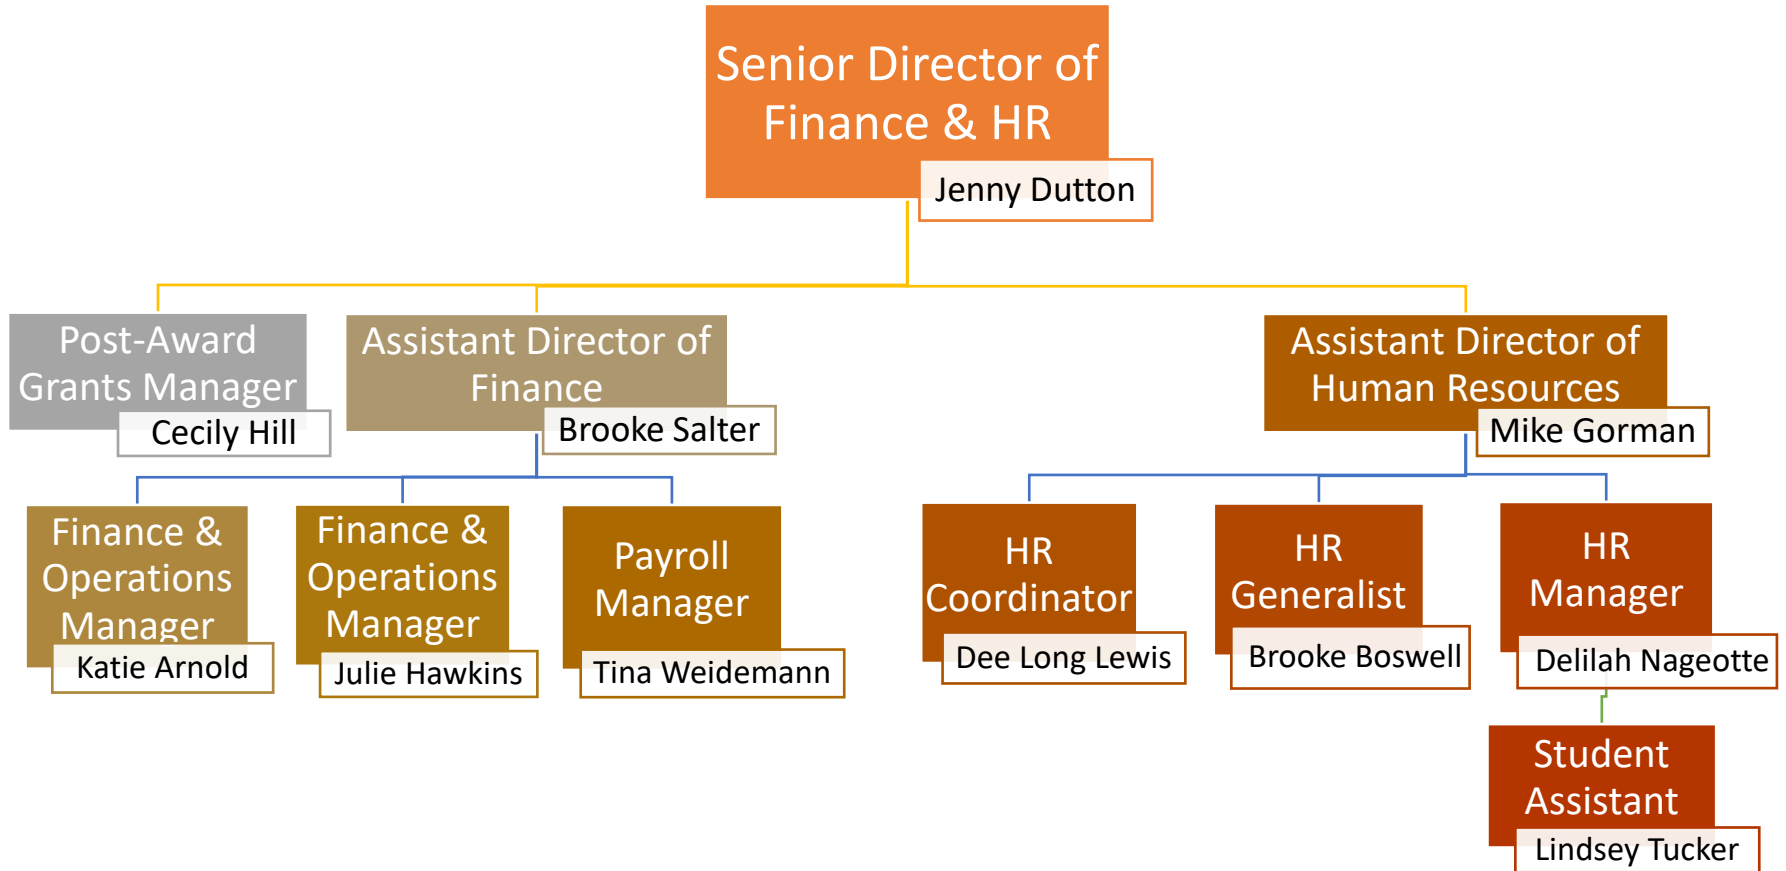 Senior Director of
Finance & HR
Jenny Dutton
Post-Award
Grants Manager
Cecily Hill
Assistant Director of
Finance
Brooke Salter
Assistant Director of
Human Resources
Mike Gorman
Finance &
Operations
Manager
Katie Arnold
Finance &
Operations
Manager
Julie Hawkins
Payroll
Manager
Tina Weidemann
HR
Coordinator
Dee Long Lewis
HR
Generalist
Brooke Boswell
HR
Manager
Delilah Nageotte
Student
Assistant
Lindsey Tucker